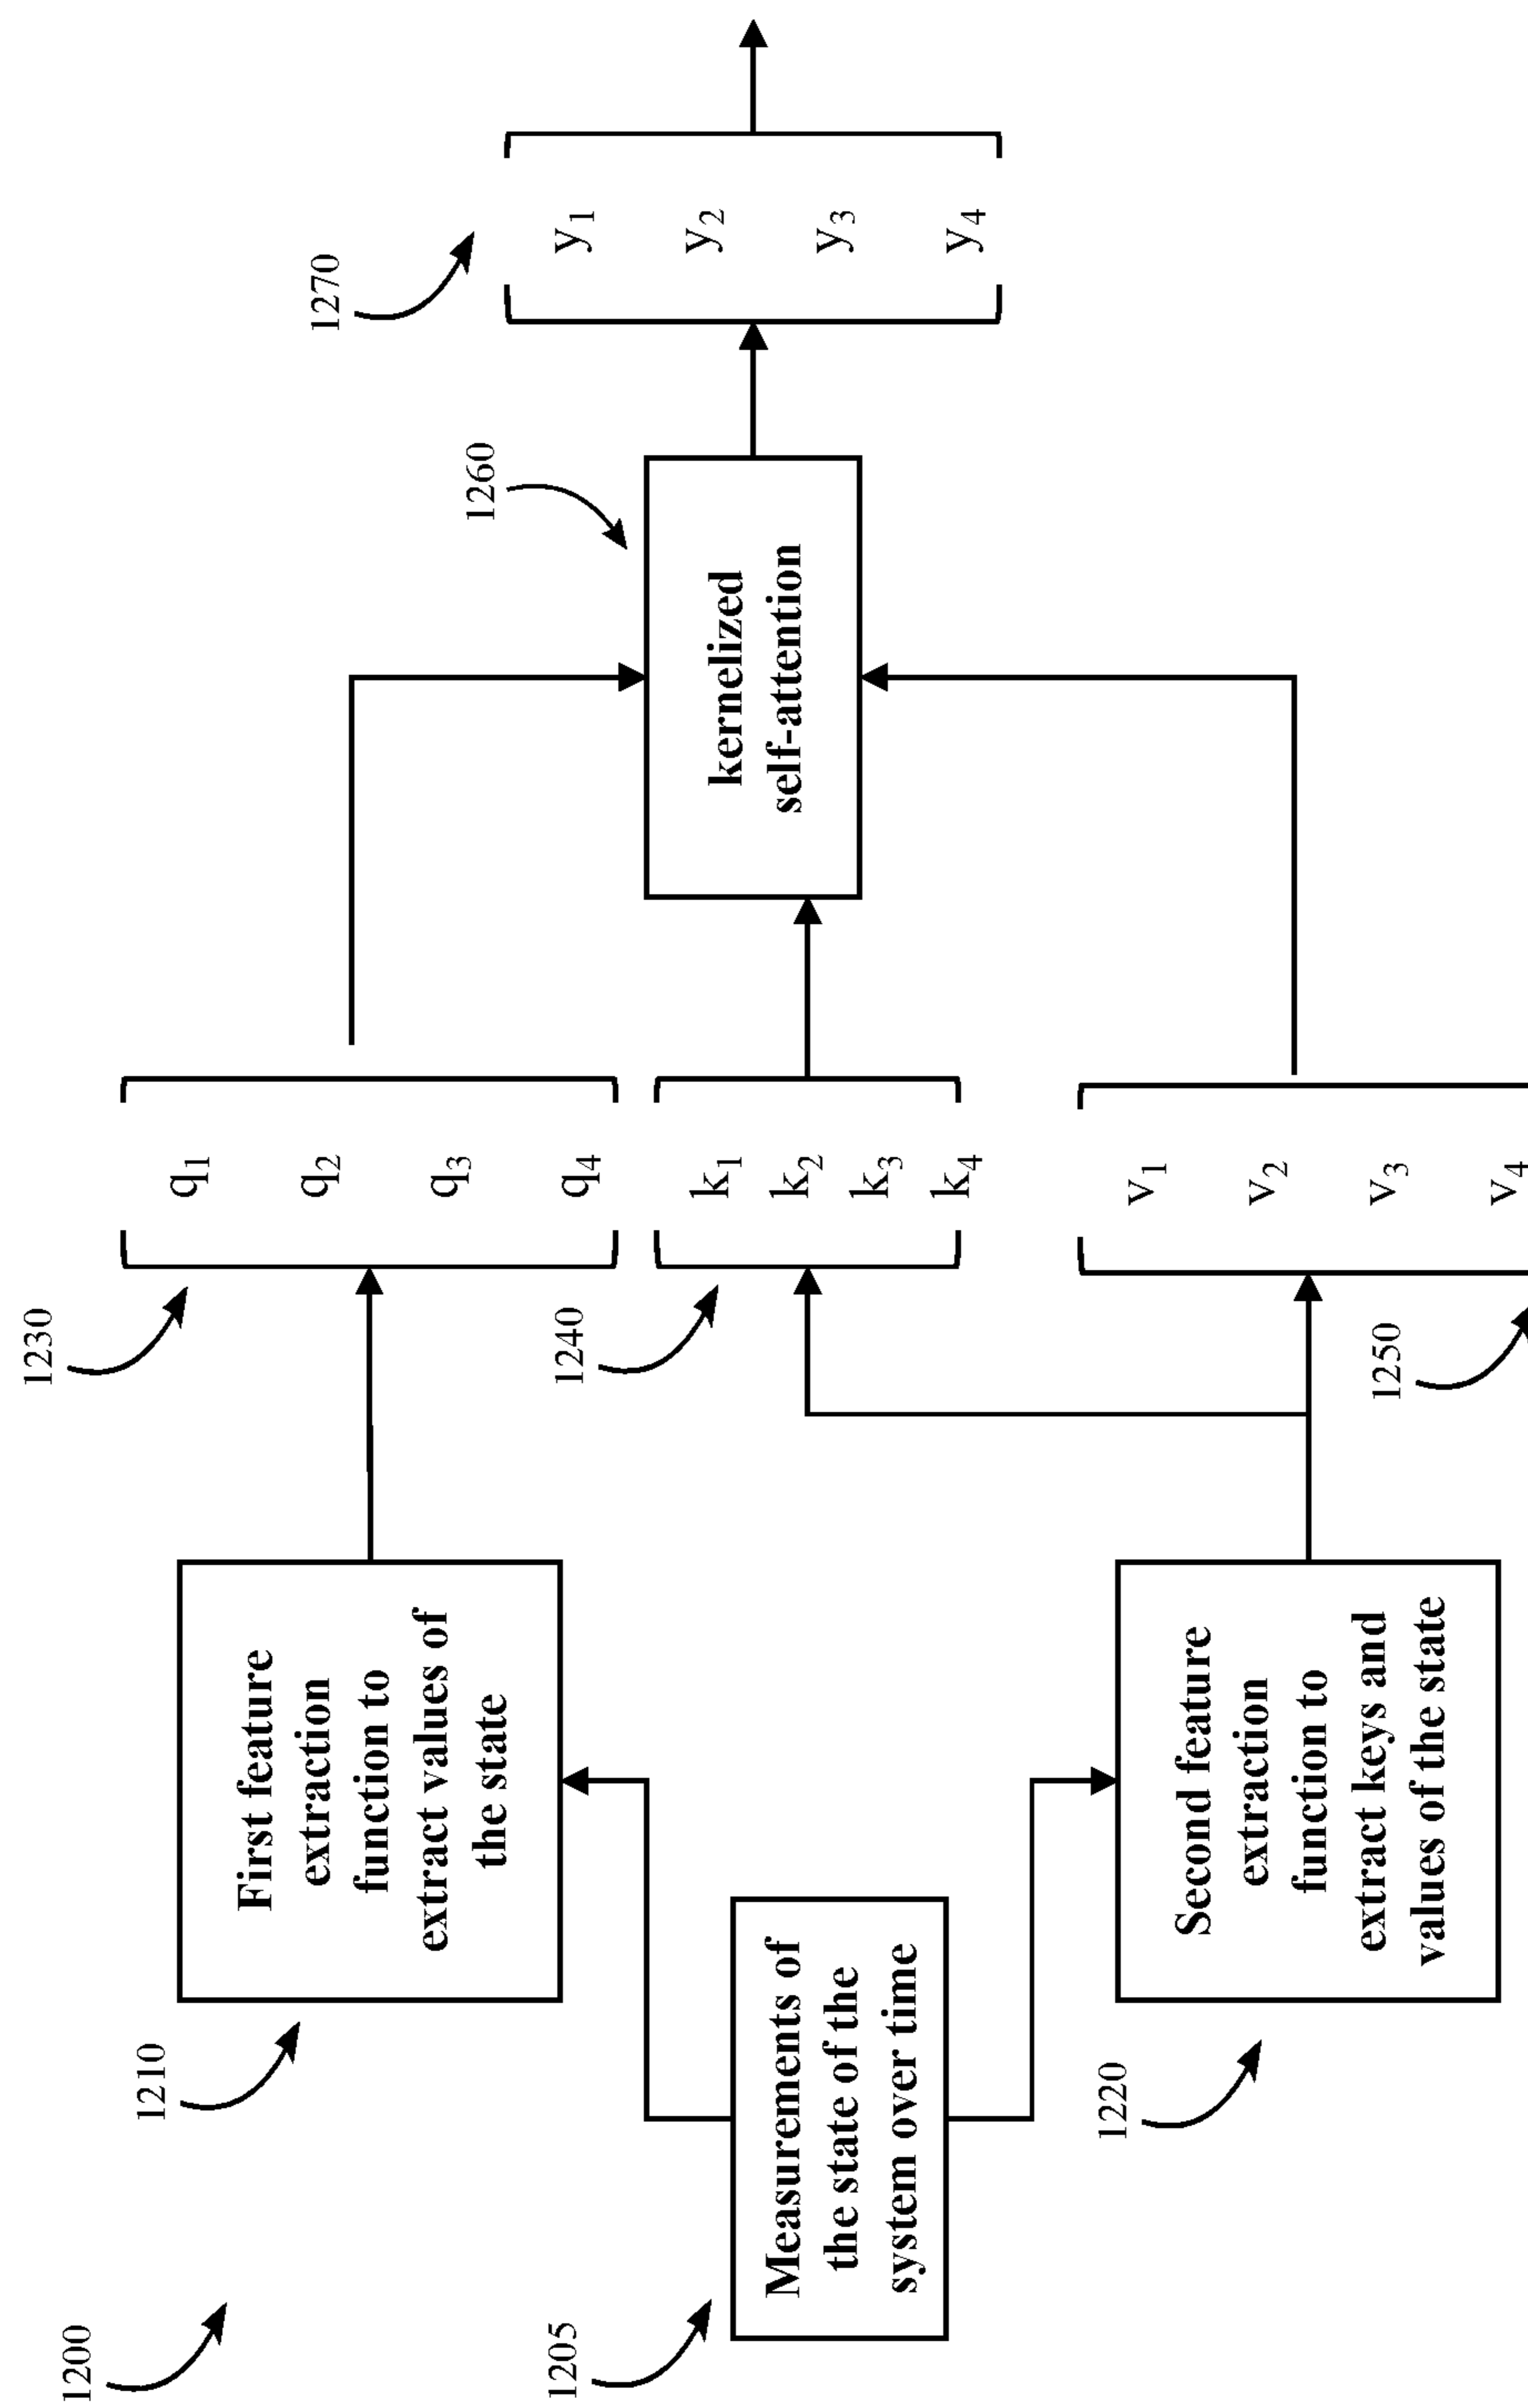 1200
1205
Measurements of
the state of the
system over time
1210
First feature
extraction
function to
extract values of
the state
1220
Second feature
extraction
function to
extract keys and
values of the state
1230
q1
q2
q3
q4
1240
k1
k2
k3
k4
1250
v1
v2
v3
v4
1260
kernelized
self-attention
1270
y1
y2
y3
y4